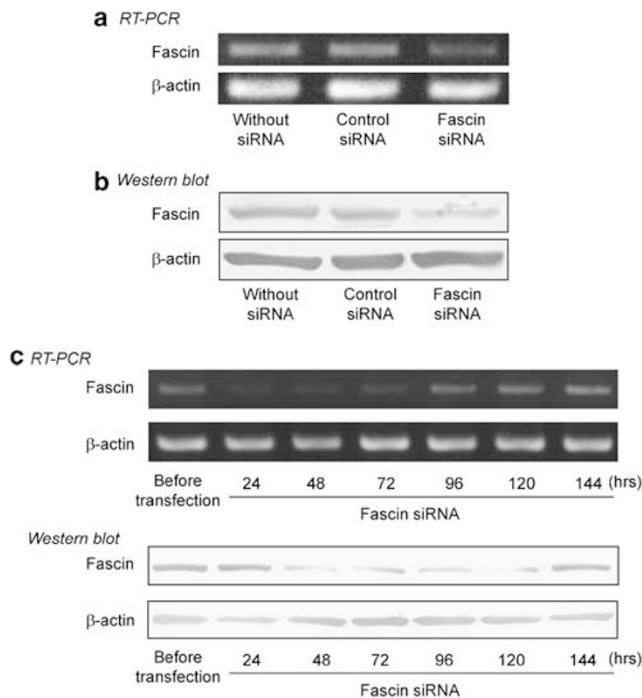 a RT-PCR
Fascin
β-actin
Without siRNA
Control siRNA
Fascin siRNA
b Western blot
Fascin
β-actin
Without siRNA
Control siRNA
Fascin siRNA
c RT-PCR
Fascin
β-actin
Before transfection 24 48 72 96 120 144 (hrs)
Fascin siRNA
Western blot
Fascin
β-actin
Before transfection 24 48 72 96 120 144 (hrs)
Fascin siRNA